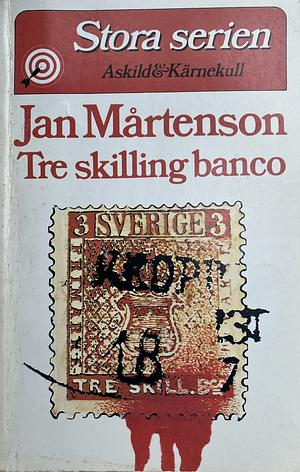 Stora serien
Askild & Kärnekull
Jan Mårtenson
Tre skilling banco
3 SVERIGE 3
TRE SKILL. Bco